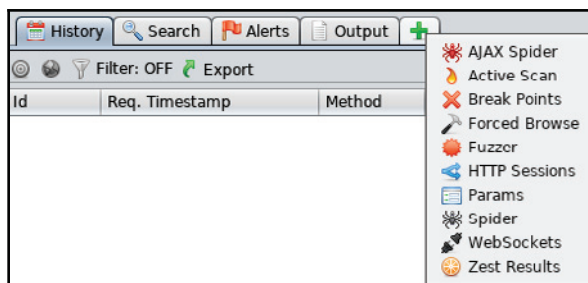 History Search Alerts Output
Filter: OFF Export
Id Req. Timestamp Method
AJAX Spider
Active Scan
Break Points
Forced Browse
Fuzzer
HTTP Sessions
Params
Spider
WebSockets
Zest Results